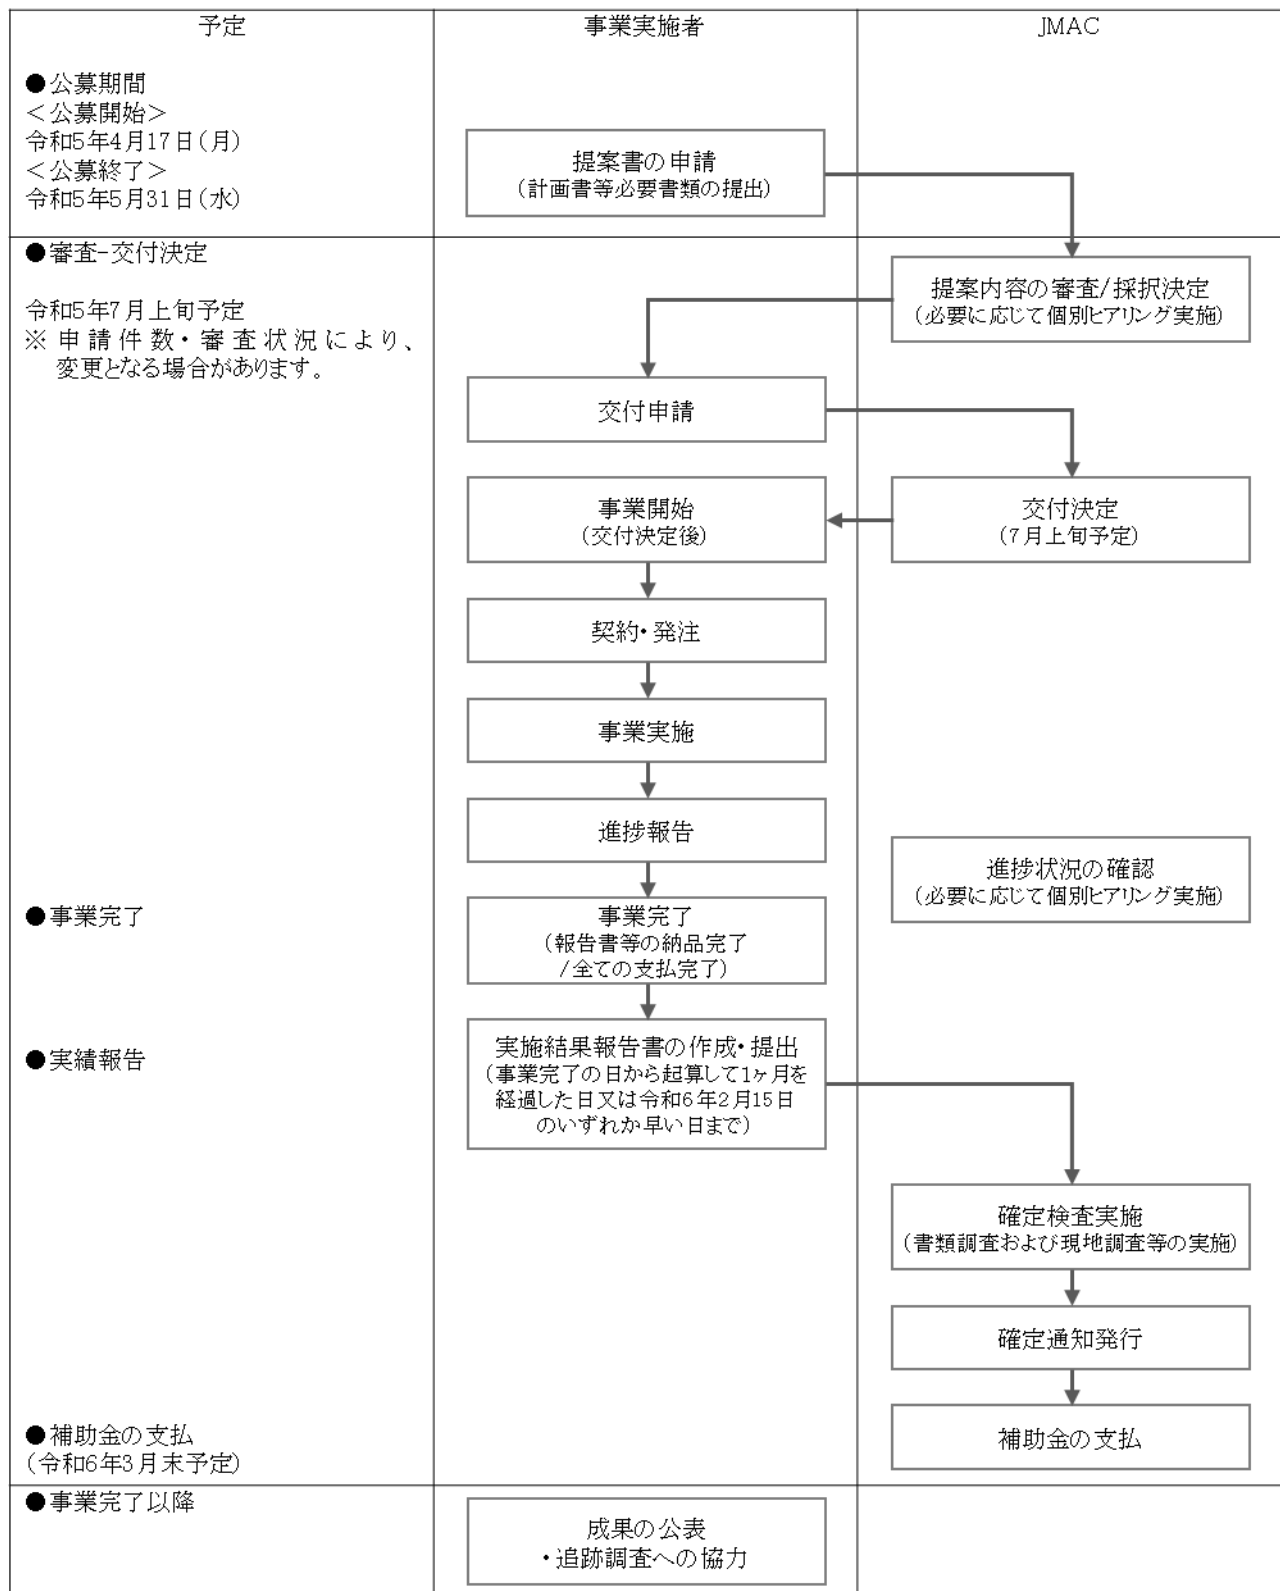 予定
事業実施者
JMAC
●公募期間
＜公募開始＞
令和5年4月17日(月)
＜公募終了＞
令和5年5月31日(水)
提案書の申請
(計画書等必要書類の提出)
●審査-交付決定
令和5年7月上旬予定
※申請件数・審査状況により、
変更となる場合があります。
提案内容の審査/採択決定
(必要に応じて個別ヒアリング実施)
交付申請
事業開始
(交付決定後)
交付決定
(7月上旬予定)
契約・発注
事業実施
進捗報告
進捗状況の確認
(必要に応じて個別ヒアリング実施)
●事業完了
事業完了
(報告書等の納品完了
/全ての支払完了)
●実績報告
実施結果報告書の作成・提出
(事業完了の日から起算して1ヶ月を
経過した日又は令和6年2月15日
のいずれか早い日まで)
確定検査実施
(書類調査および現地調査等の実施)
確定通知発行
●補助金の支払
(令和6年3月末予定)
補助金の支払
●事業完了以降
成果の公表
・追跡調査への協力